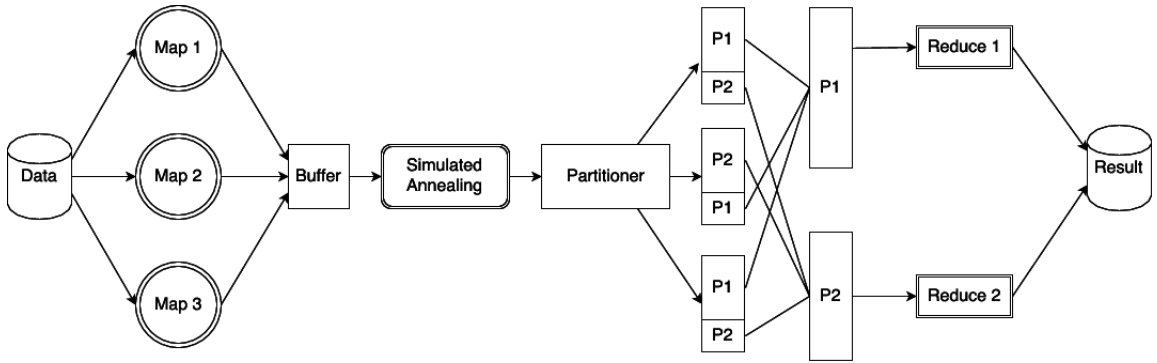 Data
Map 1
Map 2
Map 3
Buffer
Simulated
Annealing
Partitioner
P1
P2
P2
P1
P1
P2
P1
P2
Reduce 1
Reduce 2
Result